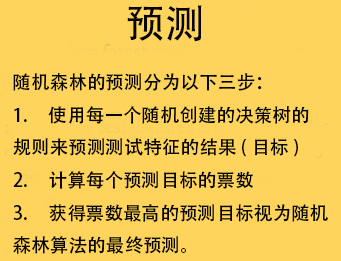 预测
随机森林的预测分为以下三步：
1. 使用每一个随机创建的决策树的
规则来预测测试特征的结果(目标)
2. 计算每个预测目标的票数
3. 获得票数最高的预测目标视为随机
森林算法的最终预测。